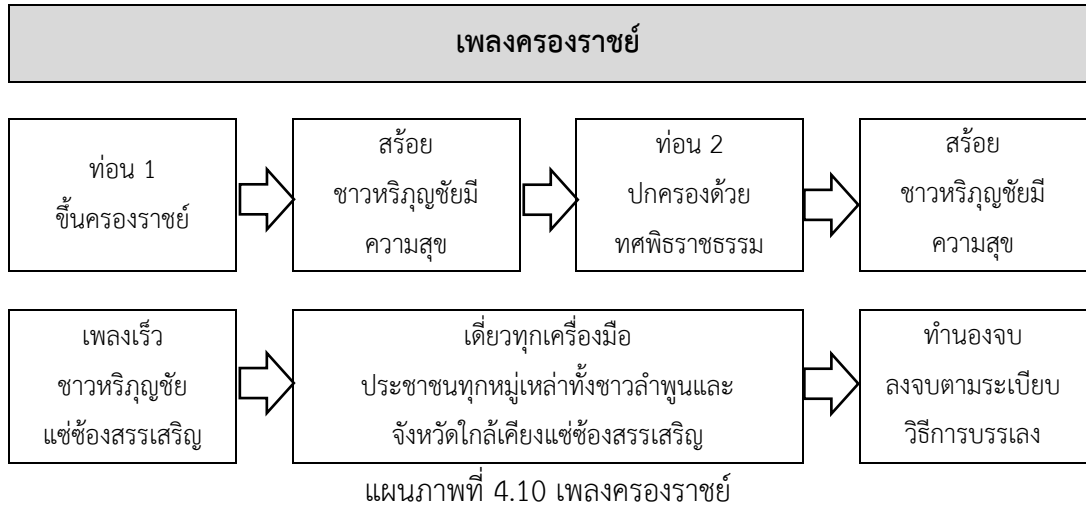 เพลงครองราชย์
ท่อน 1
ขึ้นครองราชย์
สร้อย
ชาวหริภุญชัยมี
ความสุข
ท่อน 2
ปกครองด้วย
ทศพิธราชธรรม
สร้อย
ชาวหริภุญชัยมี
ความสุข
เพลงเร็ว
ชาวหริภุญชัย
แซ่ซ้องสรรเสริญ
เดี่ยวทุกเครื่องมือ
ประชาชนทุกหมู่เหล่าทั้งชาวลำพูนและ
จังหวัดใกล้เคียงแซ่ซ้องสรรเสริญ
ทำนองจบ
ลงจบตามระเบียบ
วิธีการบรรเลง
แผนภาพที่ 4.10 เพลงครองราชย์